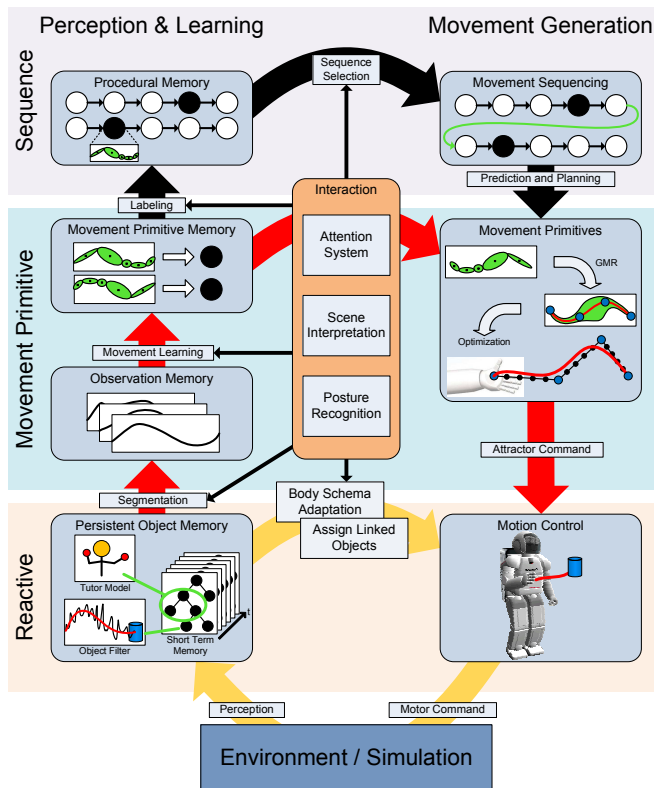 Perception & Learning
Movement Generation
Sequence
Procedural Memory
Sequence
Selection
Movement Sequencing
Prediction and Planning
Labeling
Interaction
Movement Primitive
Movement Primitive Memory
Attention
System
Movement Primitives
GMR
Scene
Interpretation
Optimization
Movement Learning
Observation Memory
Posture
Recognition
Attractor Command
Segmentation
Body Schema
Adaptation
Assign Linked
Objects
Reactive
Persistent Object Memory
Tutor Model
t
Object Filter
Short Term
Memory
Motion Control
Perception
Motor Command
Environment / Simulation